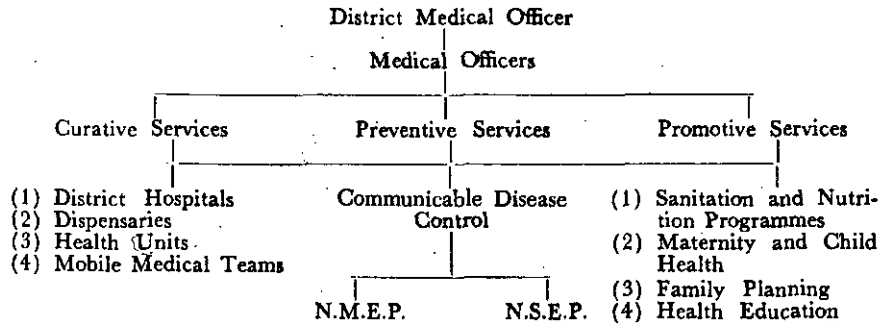 District Medical Officer
Medical Officers
Curative Services Preventive Services Promotive Services
(1) District Hospitals
(2) Dispensaries
(3) Health Units
(4) Mobile Medical Teams
Communicable Disease
Control
N.M.E.P. N.S.E.P.
(1) Sanitation and Nutri-
tion Programmes
(2) Maternity and Child
Health
(3) Family Planning
(4) Health Education